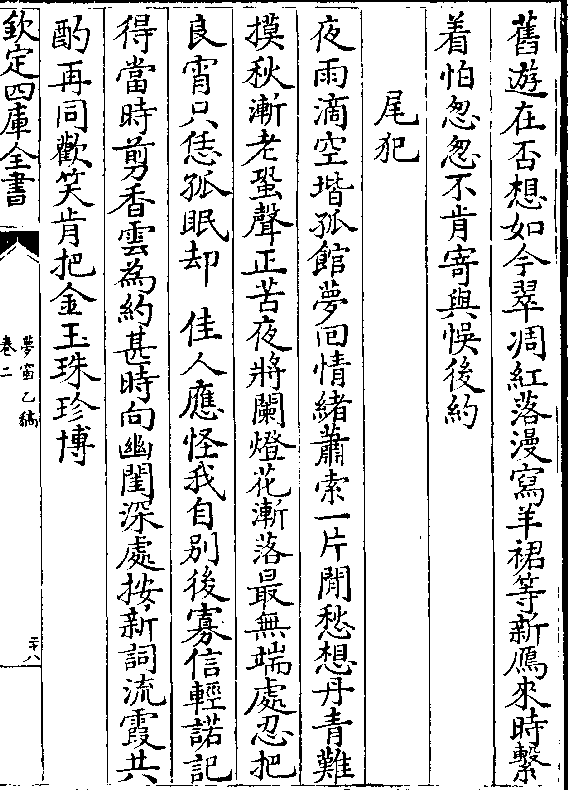 舊遊在否想如今翠凋紅落漫寫羊裙等新鴈來時繫
着怕怱怱不肯寄與悞後約
尾犯
夜雨滴空堦孤館夢回情緒蕭索一片閒愁想丹青難
摸秋漸老蛩聲正苦夜將闌燈花漸落最無端處忍把
良宵只恁孤眠却 佳人應怪我自别後寡信輕諾記
得當時剪香雲為約甚時向幽閨深處按新詞流霞共
酌再同歡笑肯把金玉珠珍博
欽定四庫全書
夢窗乙稿
卷二
二十八